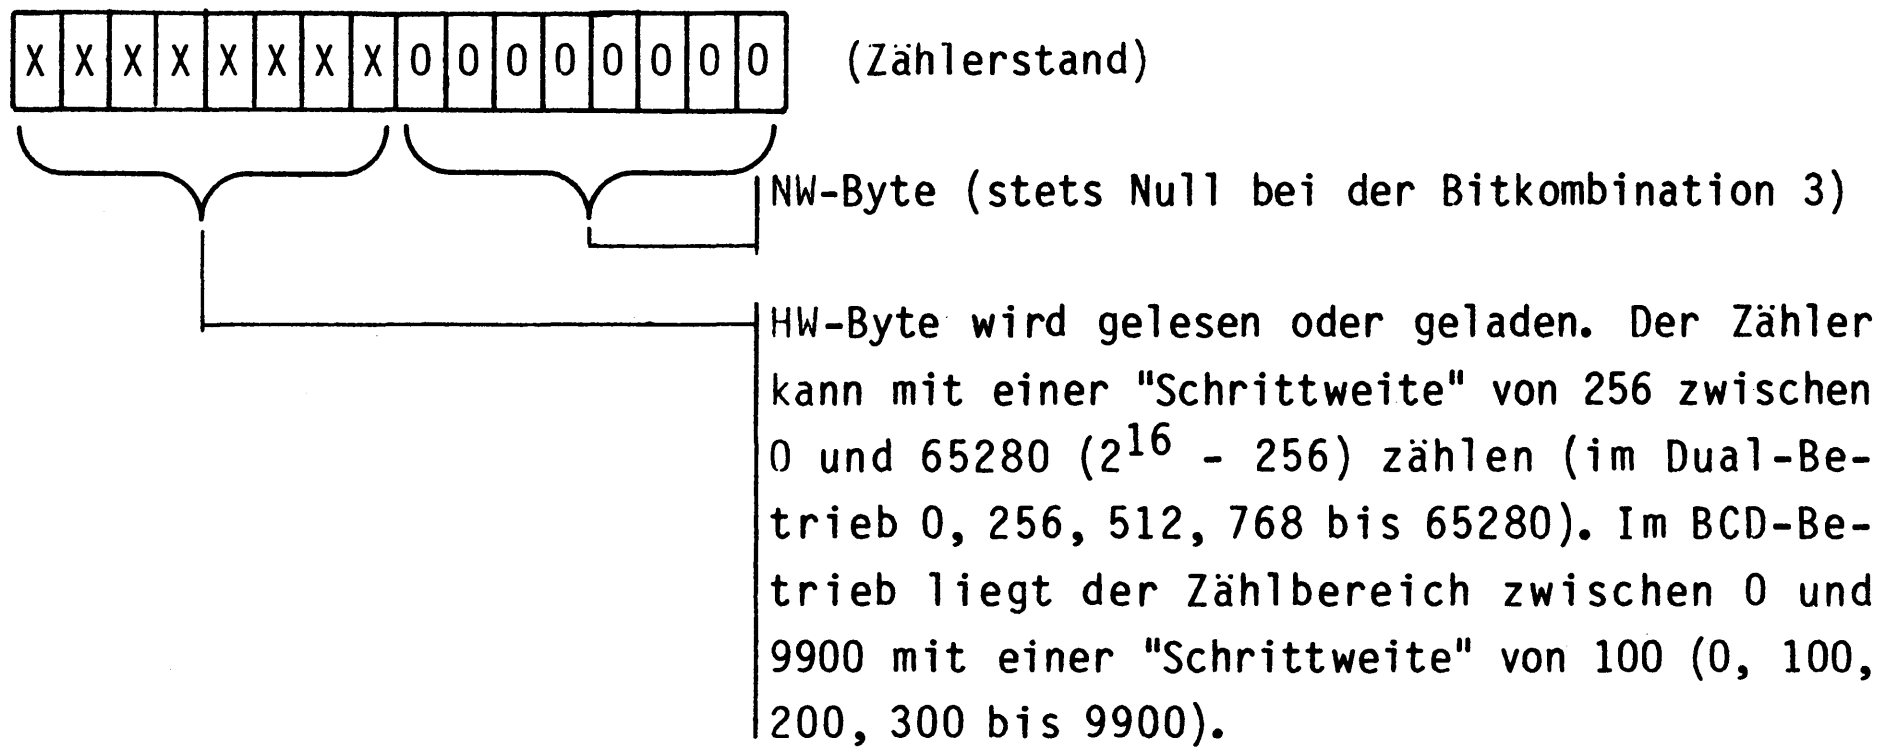 X X X X X X X X 0 0 0 0 0 0 0 0 (Zählerstand)
NW-Byte (stets Null bei der Bitkombination 3)
HW-Byte wird gelesen oder geladen. Der Zähler
kann mit einer "Schrittweite" von 256 zwischen
0 und 65280 (2^16 - 256) zählen (im Dual-Be-
trieb 0, 256, 512, 768 bis 65280). Im BCD-Be-
trieb liegt der Zählbereich zwischen 0 und
9900 mit einer "Schrittweite" von 100 (0, 100,
200, 300 bis 9900).